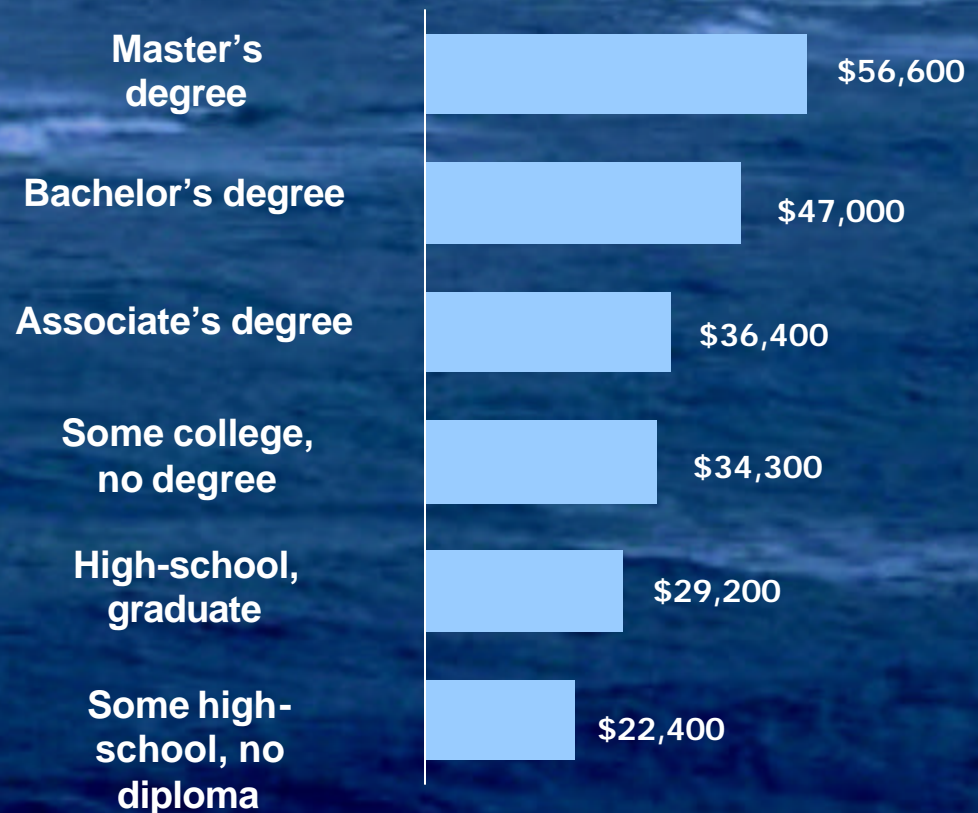 Master’s
degree
$56,600
Bachelor’s degree
$47,000
Associate’s degree
$36,400
Some college,
no degree
$34,300
High-school,
graduate
$29,200
Some high-
school, no
diploma
$22,400